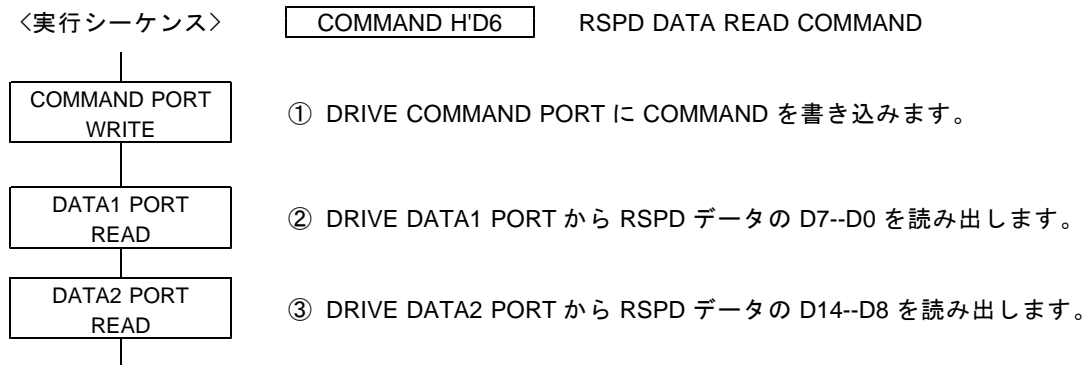 〈実行シーケンス〉 COMMAND H'D6 RSPD DATA READ COMMAND
COMMAND PORT
WRITE
① DRIVE COMMAND PORT に COMMAND を書き込みます。
DATA1 PORT
READ
② DRIVE DATA1 PORT から RSPD データの D7--D0 を読み出します。
DATA2 PORT
READ
③ DRIVE DATA2 PORT から RSPD データの D14--D8 を読み出します。